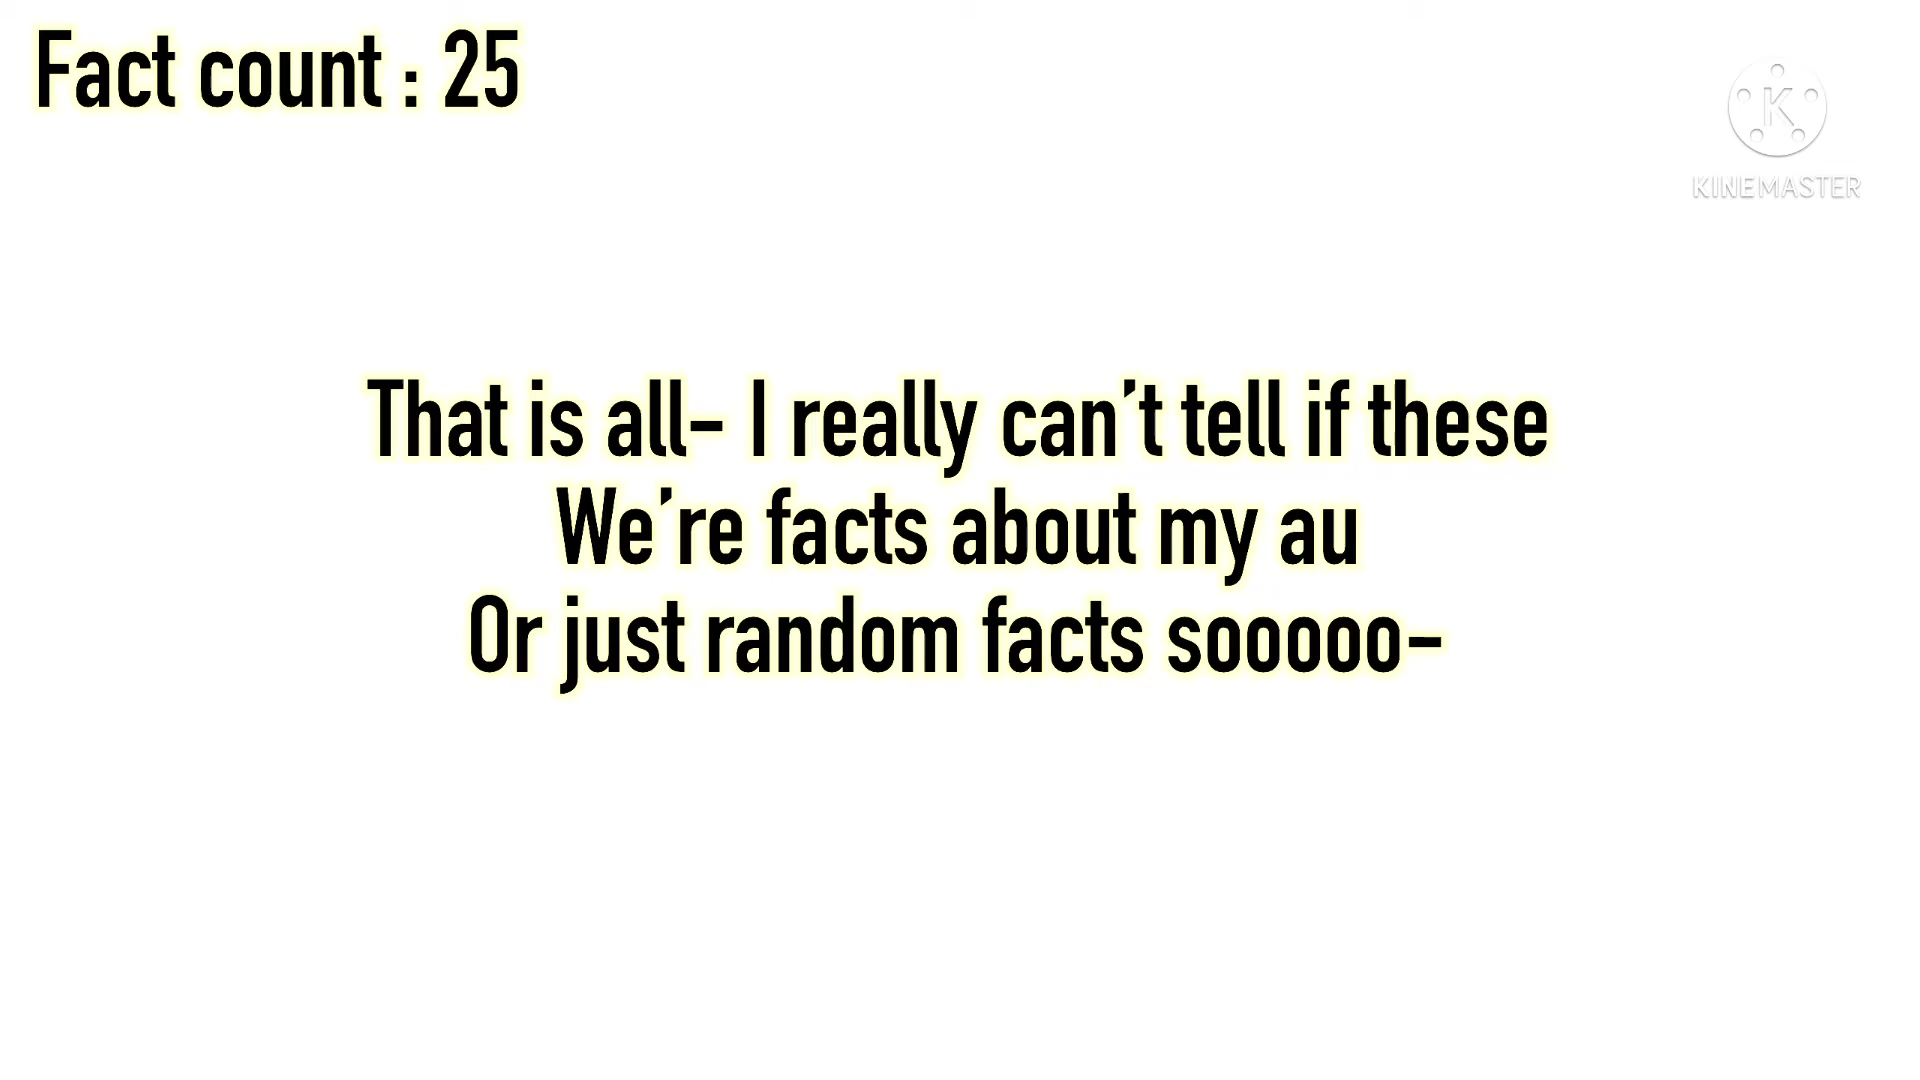 Fact count : 25
K
KINEMASTER
That is all- I really can't tell if these
We're facts about my au
Or just random facts sooooo-